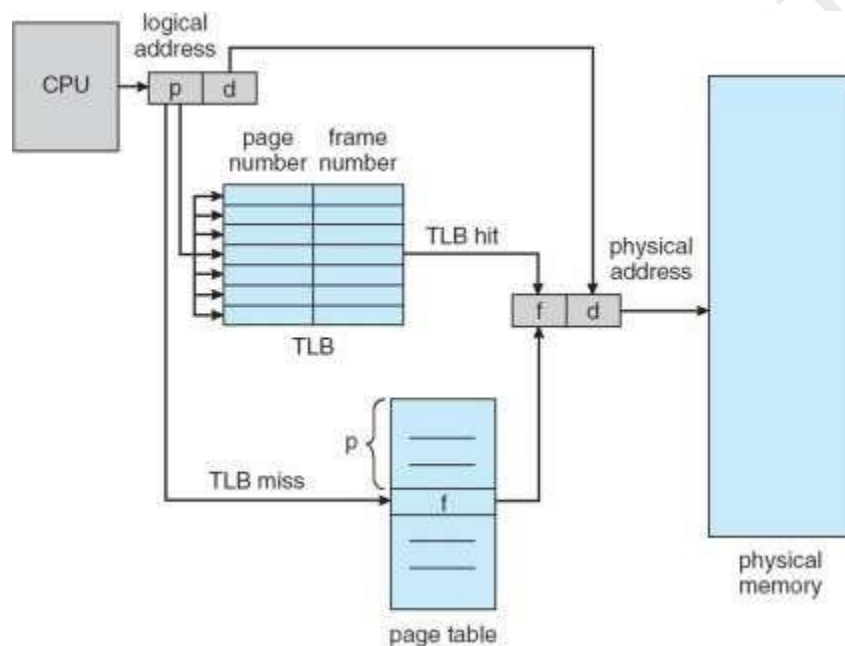 logical
address
CPU
p d
page
number
frame
number
TLB hit
physical
address
f d
TLB
p
TLB miss
f
physical
memory
page table